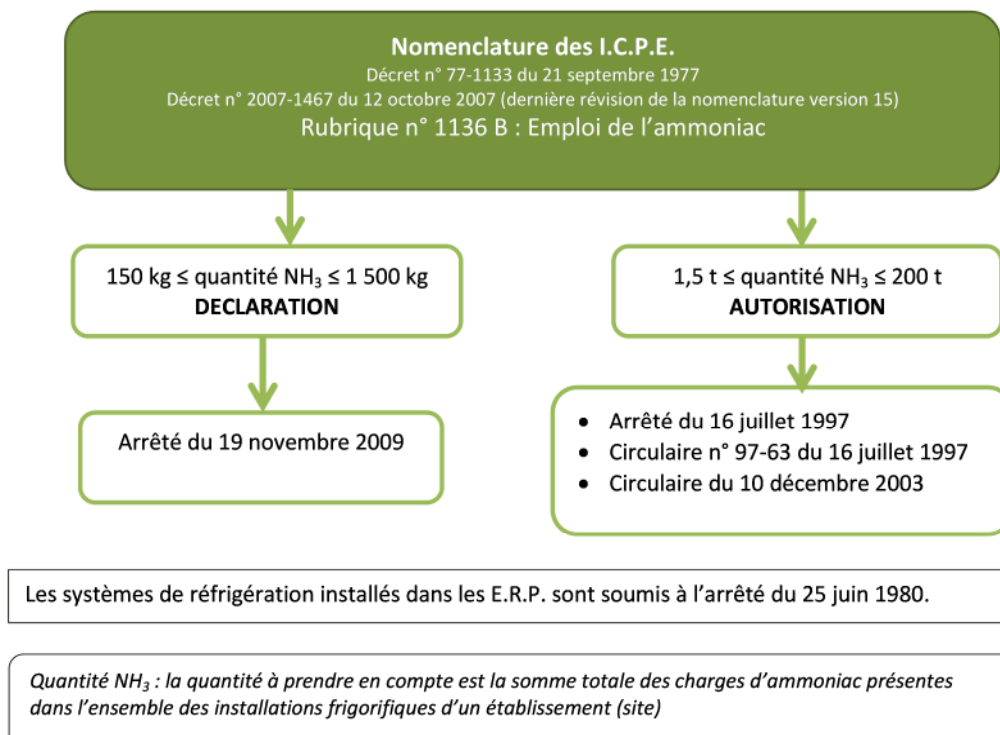 Nomenclature des I.C.P.E.
Décret n° 77-1133 du 21 septembre 1977
Décret n° 2007-1467 du 12 octobre 2007 (dernière révision de la nomenclature version 15)
Rubrique n° 1136 B : Emploi de l’ammoniac
150 kg ≤ quantité NH₃ ≤ 1 500 kg
DECLARATION
1,5 t ≤ quantité NH₃ ≤ 200 t
AUTORISATION
Arrêté du 19 novembre 2009
• Arrêté du 16 juillet 1997
• Circulaire n° 97-63 du 16 juillet 1997
• Circulaire du 10 décembre 2003
Les systèmes de réfrigération installés dans les E.R.P. sont soumis à l’arrêté du 25 juin 1980.
Quantité NH₃ : la quantité à prendre en compte est la somme totale des charges d’ammoniac présentes
dans l’ensemble des installations frigorifiques d’un établissement (site)